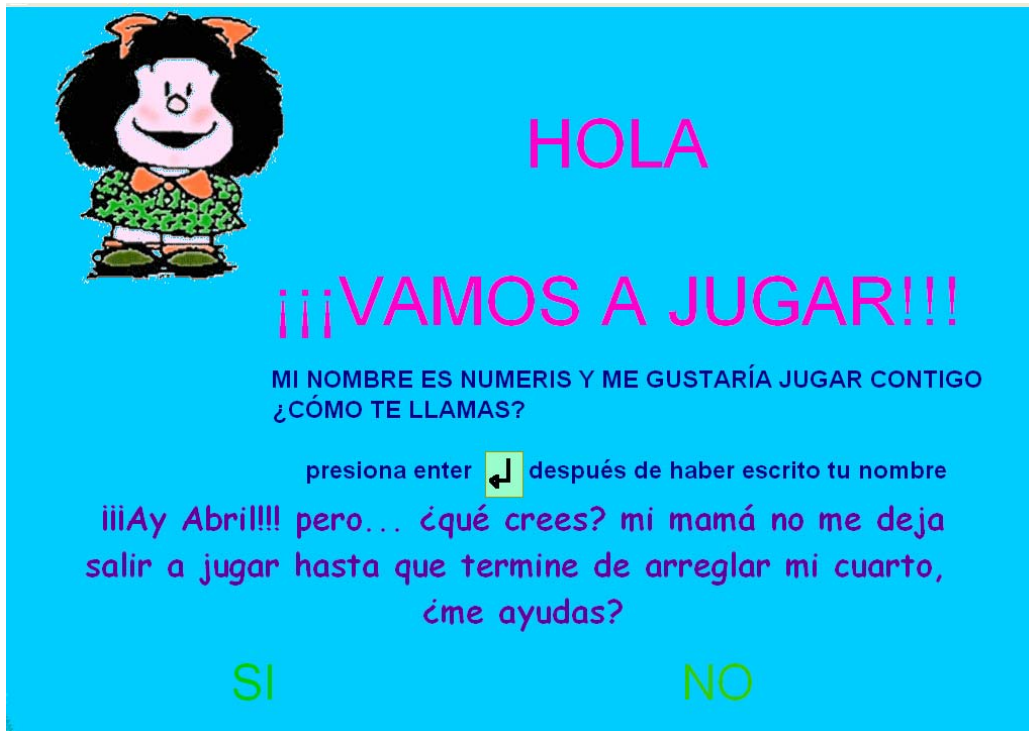 HOLA
¡¡¡VAMOS A JUGAR!!!
MI NOMBRE ES NUMERIS Y ME GUSTARÍA JUGAR CONTIGO
¿CÓMO TE LLAMAS?
presiona enter ↵ después de haber escrito tu nombre
¡¡¡Ay Abril!!! pero... ¿qué crees? mi mamá no me deja
salir a jugar hasta que termine de arreglar mi cuarto,
¿me ayudas?
SI NO